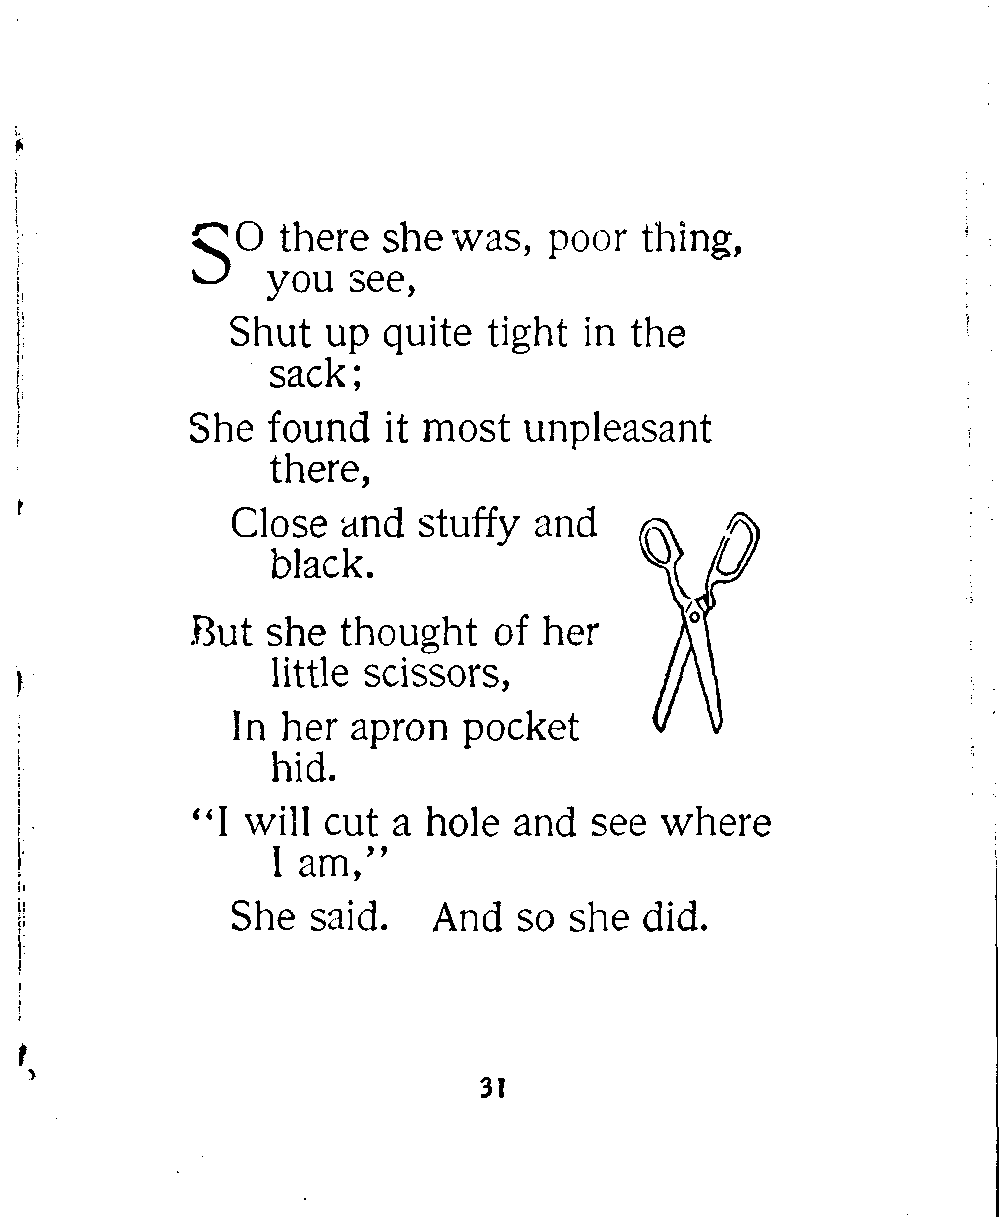 SO there she was, poor thing,
you see,
Shut up quite tight in the
sack;
She found it most unpleasant
there,
Close and stuffy and
black.
But she thought of her
little scissors,
In her apron pocket
hid.
“I will cut a hole and see where
I am,”
She said. And so she did.
31